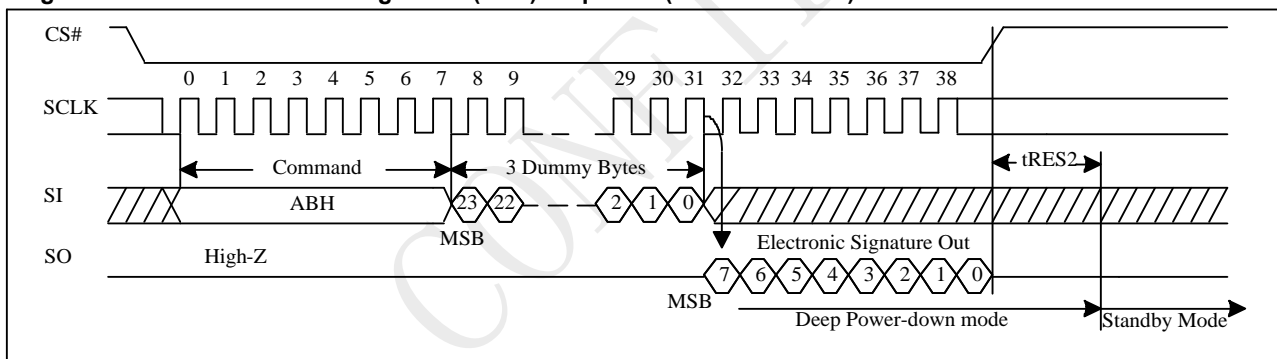 CS#
0 1 2 3 4 5 6 7 8 9 29 30 31 32 33 34 35 36 37 38
SCLK
Command 3 Dummy Bytes tRES2
SI ABH 23 22 2 1 0
MSB
SO High-Z Electronic Signature Out
7 6 5 4 3 2 1 0
MSB
Deep Power-down mode Standby Mode